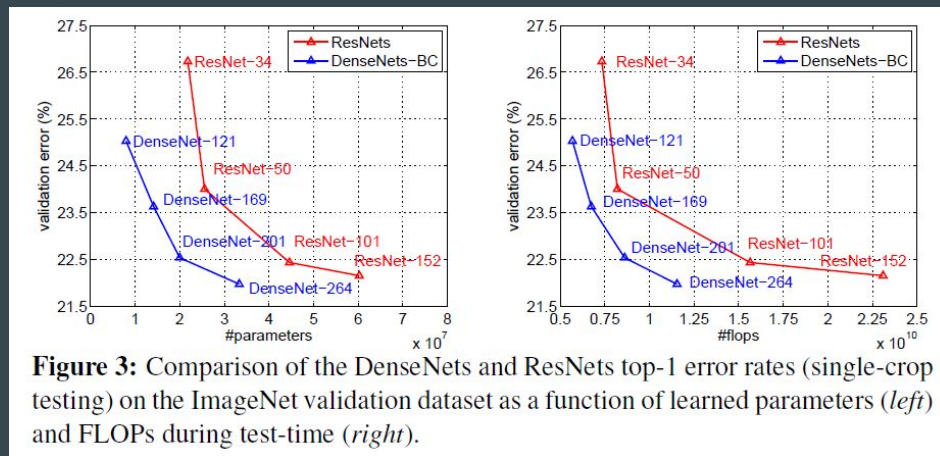 27.5
26.5
25.5
24.5
23.5
22.5
21.5
validation error (%)
ResNets
DenseNets−BC
ResNet−34
DenseNet−121
ResNet−50
DenseNet−169
DenseNet−201
ResNet−101
ResNet−152
DenseNet−264
0 1 2 3 4 5 6 7 8
#parameters
x 10^7
27.5
26.5
25.5
24.5
23.5
22.5
21.5
validation error (%)
ResNets
DenseNets−BC
ResNet−34
DenseNet−121
ResNet−50
DenseNet−169
DenseNet−201
ResNet−101
ResNet−152
DenseNet−264
0.5 0.75 1 1.25 1.5 1.75 2 2.25 2.5
#flops
x 10^10
Figure 3: Comparison of the DenseNets and ResNets top-1 error rates (single-crop
testing) on the ImageNet validation dataset as a function of learned parameters (left)
and FLOPs during test-time (right).